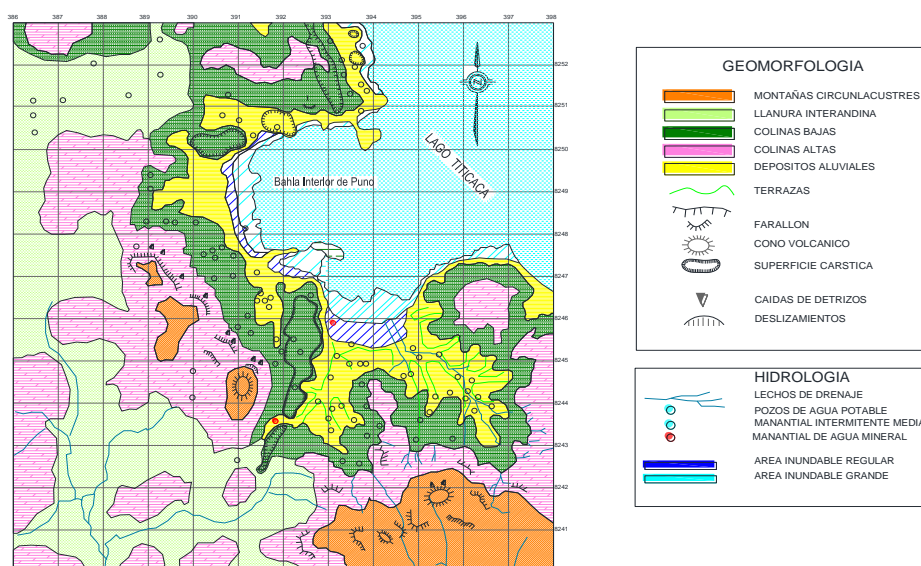 386 387 388 389 390 391 392 393 394 395 396 397 398
8252
8251
8250
8249
8248
8247
8246
8245
8244
8243
8242
8241
LAGO TITICACA
Bahía Interior de Puno
GEOMORFOLOGIA
MONTAÑAS CIRCUNLACUSTRES
LLANURA INTERANDINA
COLINAS BAJAS
COLINAS ALTAS
DEPOSITOS ALUVIALES
TERRAZAS
FARALLON
CONO VOLCANICO
SUPERFICIE CARSTICA
CAIDAS DE DETRIZOS
DESLIZAMIENTOS
HIDROLOGIA
LECHOS DE DRENAJE
POZOS DE AGUA POTABLE
MANANTIAL INTERMITENTE MEDIA
MANANTIAL DE AGUA MINERAL
AREA INUNDABLE REGULAR
AREA INUNDABLE GRANDE